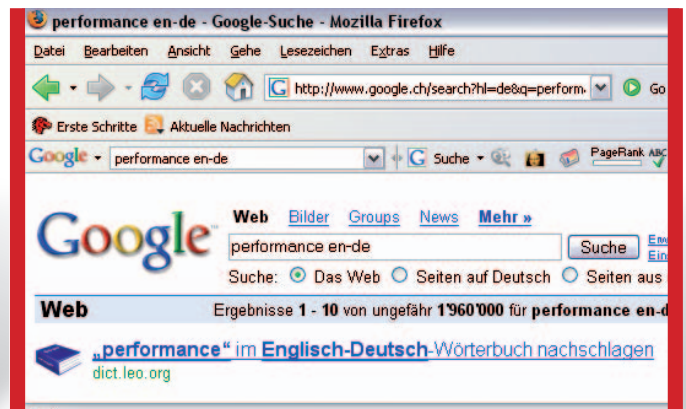 performance en-de - Google-Suche - Mozilla Firefox
Datei Bearbeiten Ansicht Gehe Lesezeichen Extras Hilfe
http://www.google.ch/search?hl=de&q=perform Go
Erste Schritte Aktuelle Nachrichten
Google performance en-de G Suche PageRank ABC
Web Bilder Groups News Mehr »
Google™ performance en-de Suche
Suche: Das Web Seiten auf Deutsch Seiten aus
Web Ergebnisse 1 - 10 von ungefähr 1'960'000 für performance en-d
„performance" im Englisch-Deutsch-Wörterbuch nachschlagen
dict.leo.org